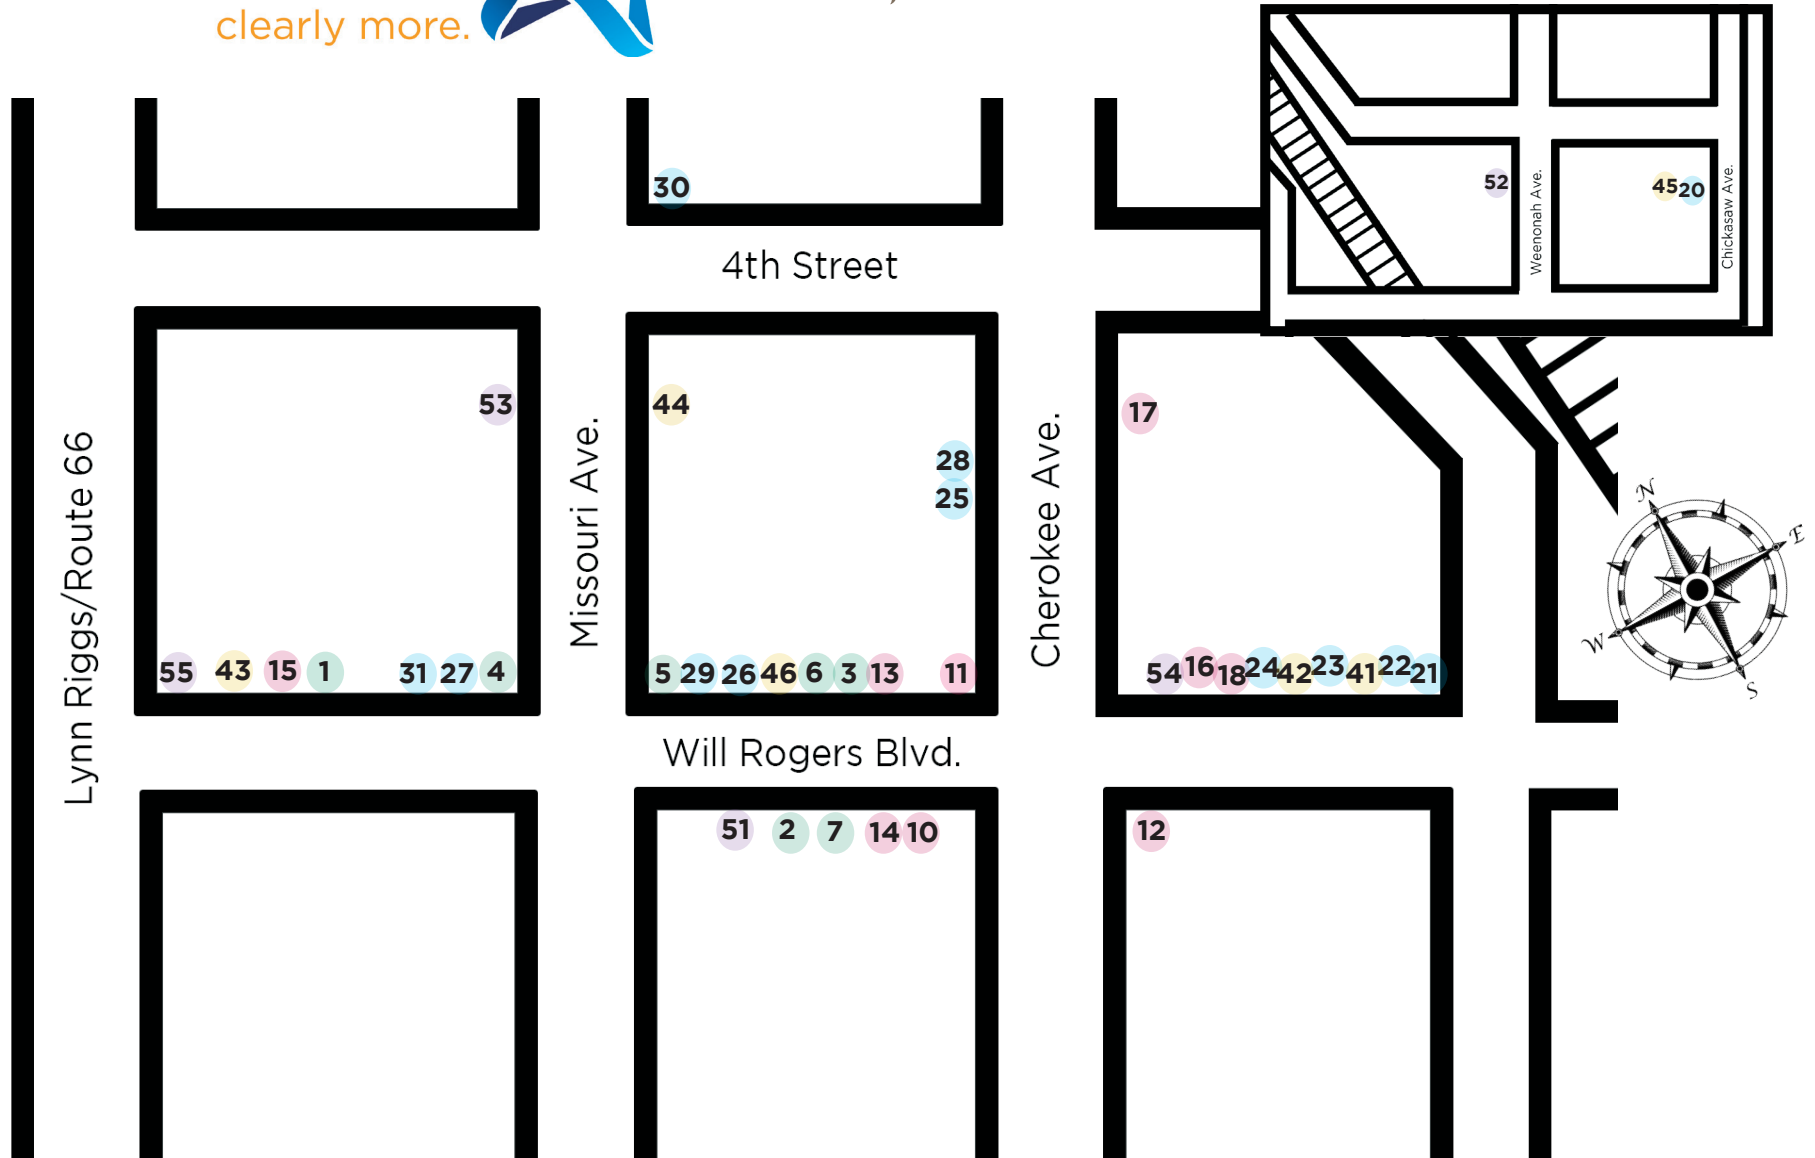 clearly more.
30
4th Street
52
45
20
Weenonah Ave.
Chickasaw Ave.
53
44
28
25
17
Lynn Riggs/Route 66
Missouri Ave.
Cherokee Ave.
N
E
W
S
55 43 15 1 31 27 4
5 29 26 46 6 3 13 11
54 16 18 24 42 23 41 22 21
Will Rogers Blvd.
51 2 7 14 10
12